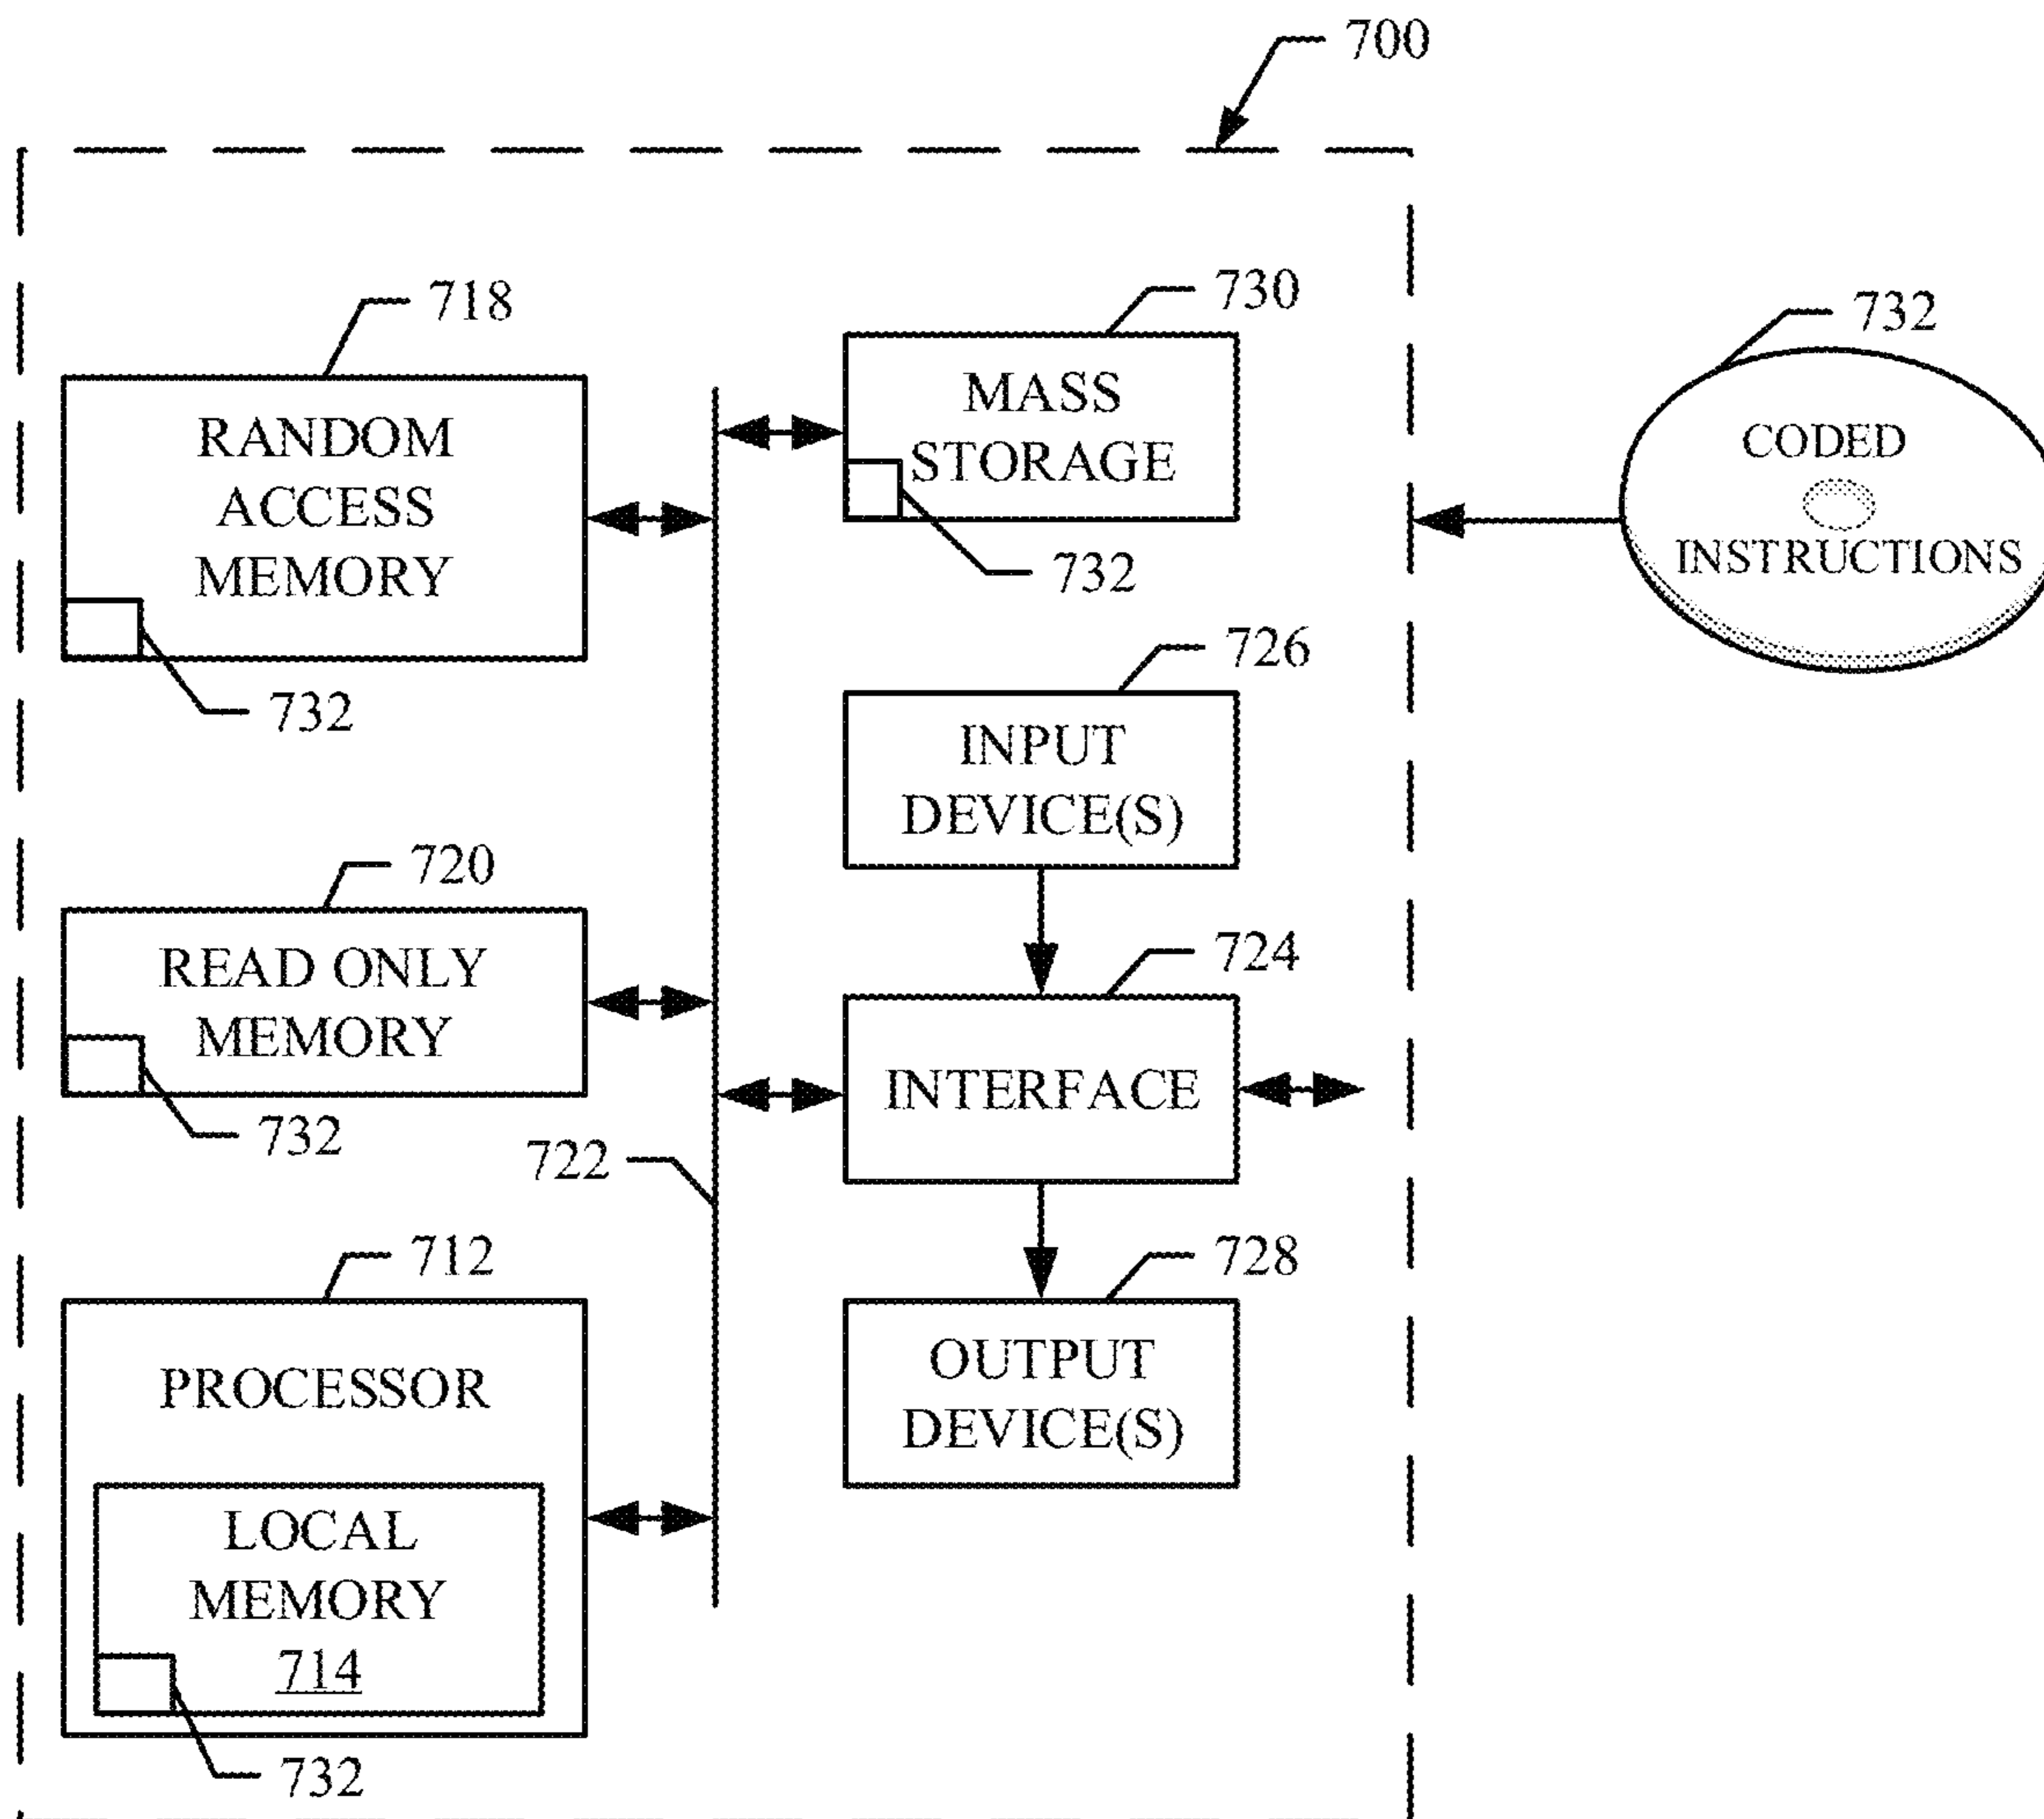 700
718
RANDOM
ACCESS
MEMORY
732
730
MASS
STORAGE
732
732
CODED
INSTRUCTIONS
726
INPUT
DEVICE(S)
720
READ ONLY
MEMORY
732
724
INTERFACE
722
712
PROCESSOR
LOCAL
MEMORY
714
732
728
OUTPUT
DEVICE(S)